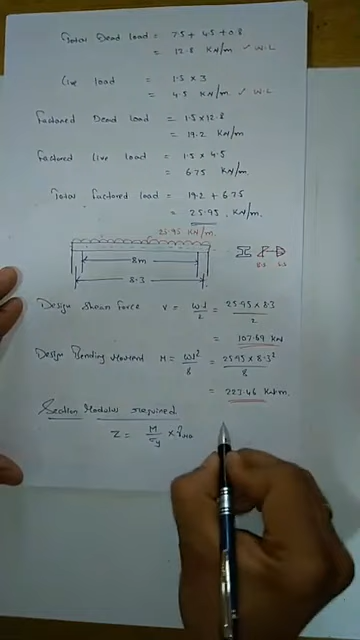 Total Dead Load = 7.5 + 4.5 + 0.8
= 12.8 KN/m ✓ W.L
Live load = 1.5 × 3
= 4.5 KN/m ✓ W.L
Factored Dead load = 1.5 × 12.8
= 19.2 KN/m
Factored Live load = 1.5 × 4.5
= 6.75 KN/m
Total Factored load = 19.2 + 6.75
= 25.95 KN/m.
25.95 KN/m.
8m
8.3
Design Shear Force V = wl/2 = 25.95 × 8.3/2
= 107.69 KN
Design Bending Moment M = wl²/8 = 25.95 × 8.3²/8
= 223.46 KN-m.
Section Modulus required
Z = M/σy × γm0